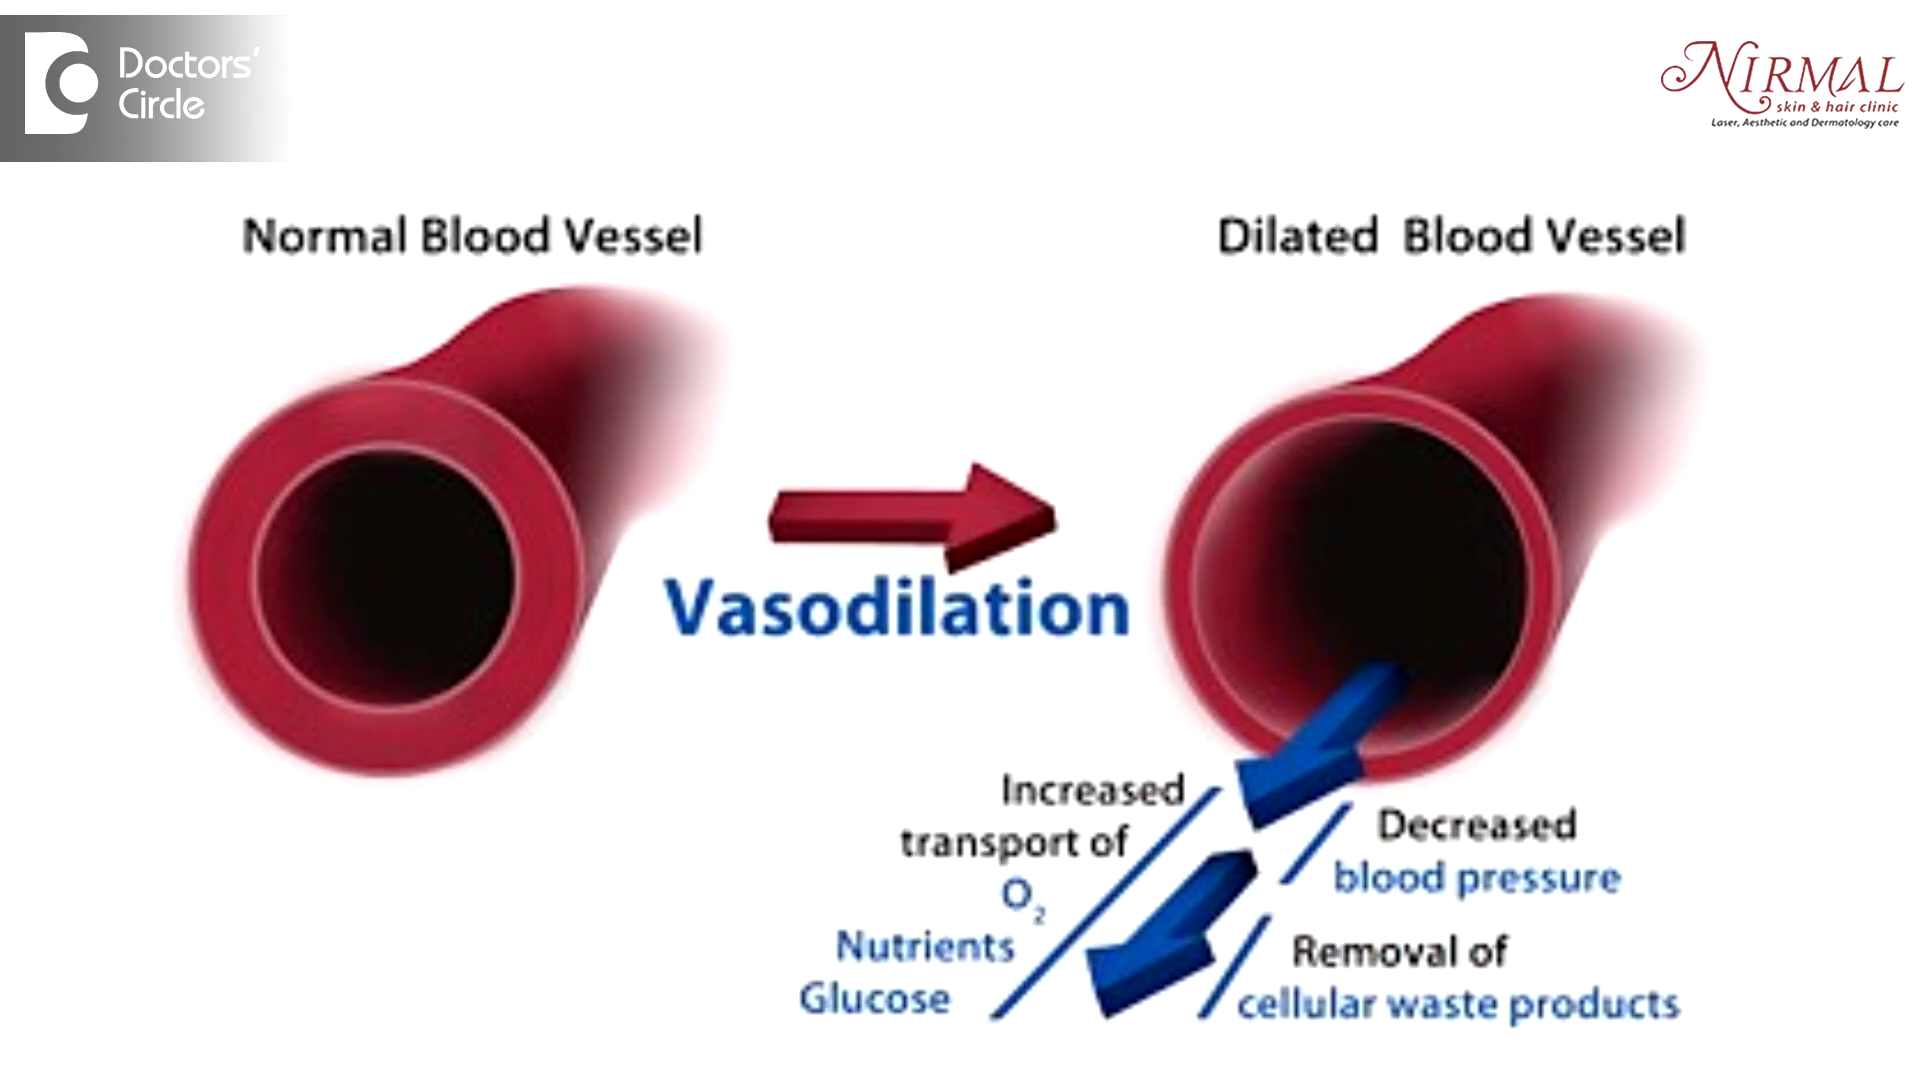 Doctors'
Circle
NIRMAL
skin & hair clinic
Laser, Aesthetic and Dermatology care
Normal Blood Vessel
Dilated Blood Vessel
Vasodilation
Increased
transport of
O₂
Nutrients
Glucose
Decreased
blood pressure
Removal of
cellular waste products